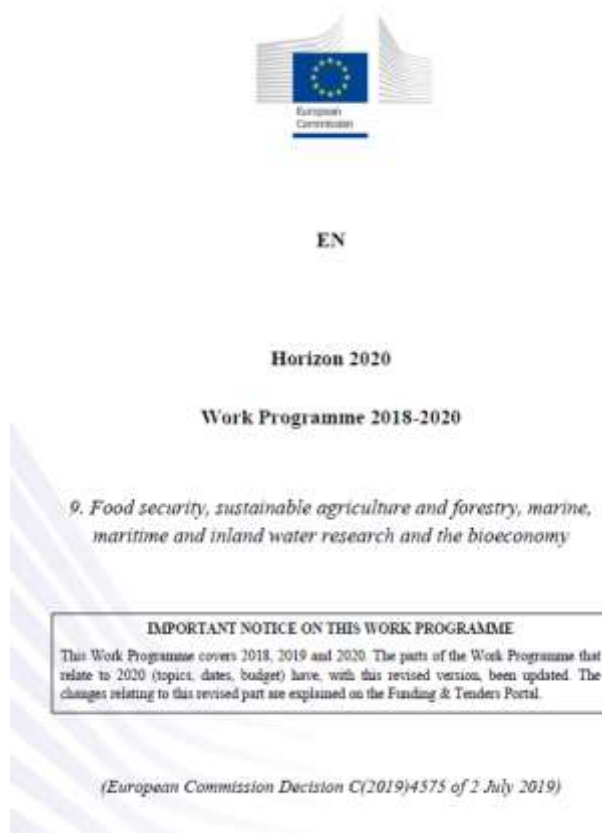 European
Commission
EN
Horizon 2020
Work Programme 2018-2020
9. Food security, sustainable agriculture and forestry, marine,
maritime and inland water research and the bioeconomy
IMPORTANT NOTICE ON THIS WORK PROGRAMME
This Work Programme covers 2018, 2019 and 2020. The parts of the Work Programme that
relate to 2020 (topics, dates, budget) have, with this revised version, been updated. The
changes relating to this revised part are explained on the Funding & Tenders Portal.
(European Commission Decision C(2019)4575 of 2 July 2019)